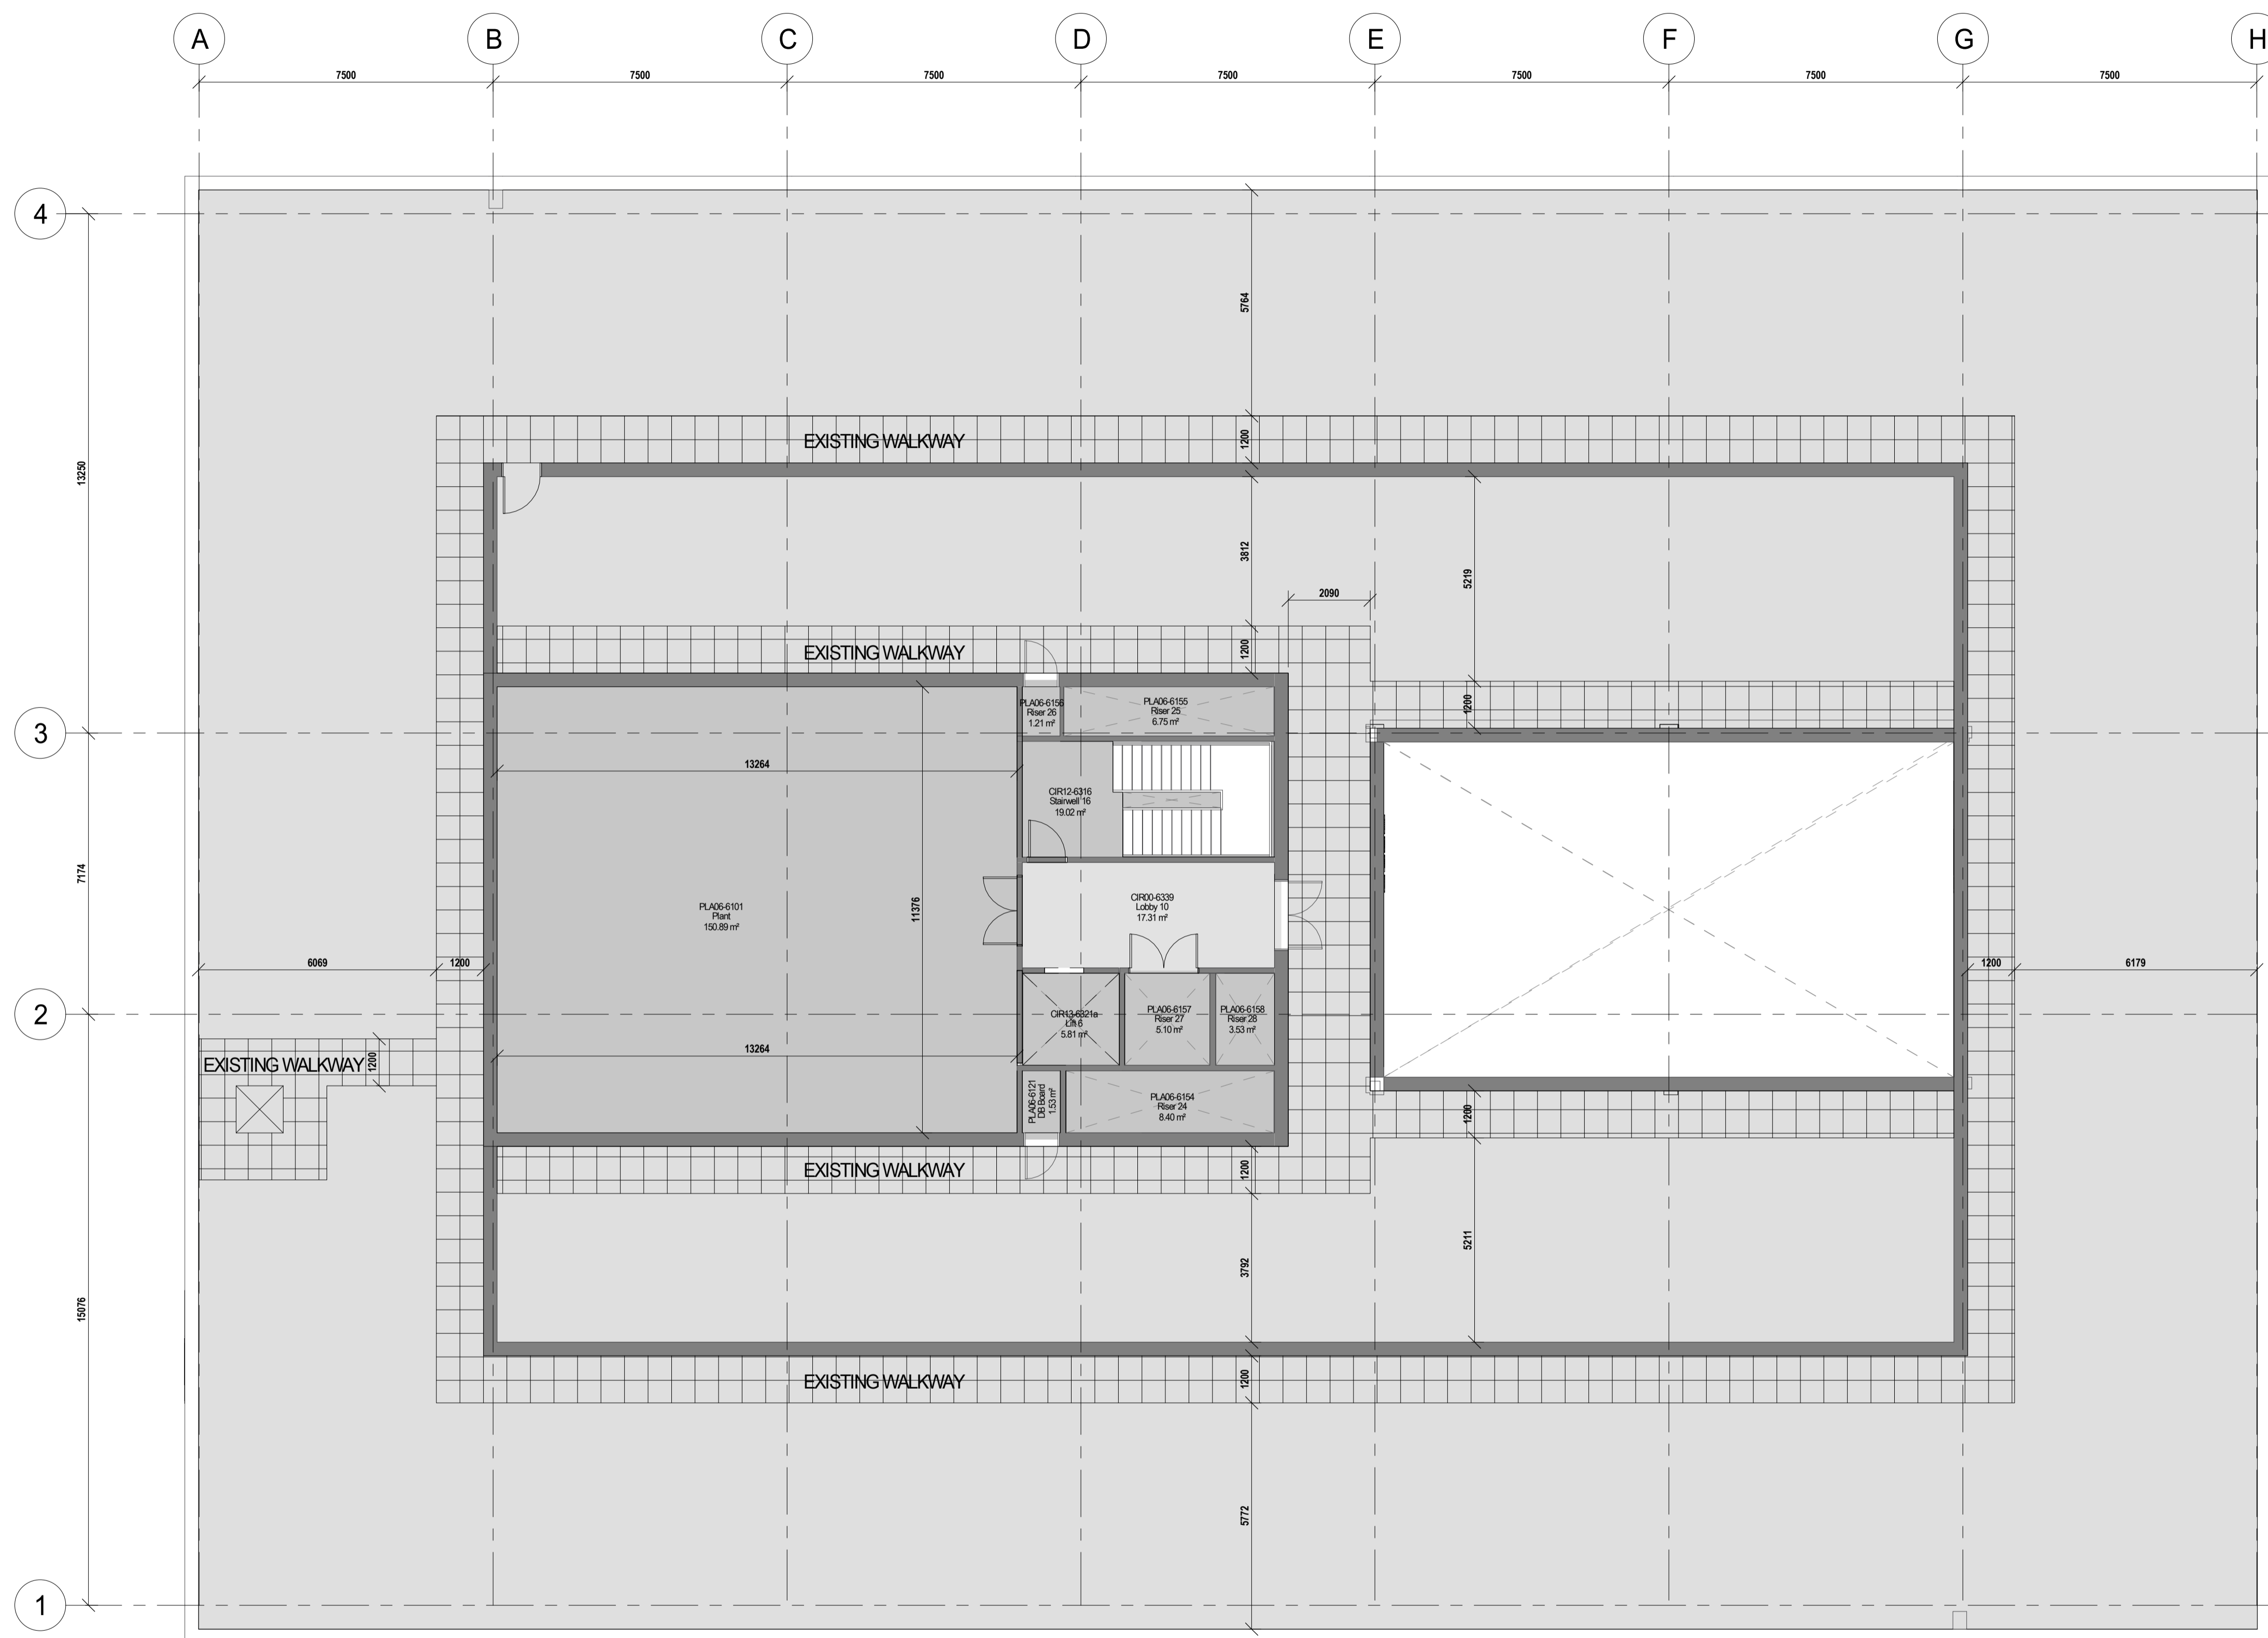 A
B
C
D
E
F
G
H
7500
7500
7500
7500
7500
7500
7500
4
5764
EXISTING WALKWAY
1200
13250
3812
5219
2090
EXISTING WALKWAY
1200
1200
PLA06-6156
Riser 26
1.21 m²
PLA06-6155
Riser 25
6.75 m²
3
13264
CIR12-6316
Stairwell 16
19.02 m²
7174
PLA06-6101
Plant
150.89 m²
11376
CIR00-6339
Lobby 10
17.31 m²
6069
1200
1200
6179
2
CIR13-6321a
Lift 6
5.81 m²
PLA06-6157
Riser 27
5.10 m²
PLA06-6158
Riser 28
3.53 m²
13264
EXISTING WALKWAY
1200
PLA06-6121
DB Board
1.53 m²
PLA06-6154
Riser 24
8.40 m²
1200
EXISTING WALKWAY
1200
5211
3792
15076
EXISTING WALKWAY
1200
5772
1